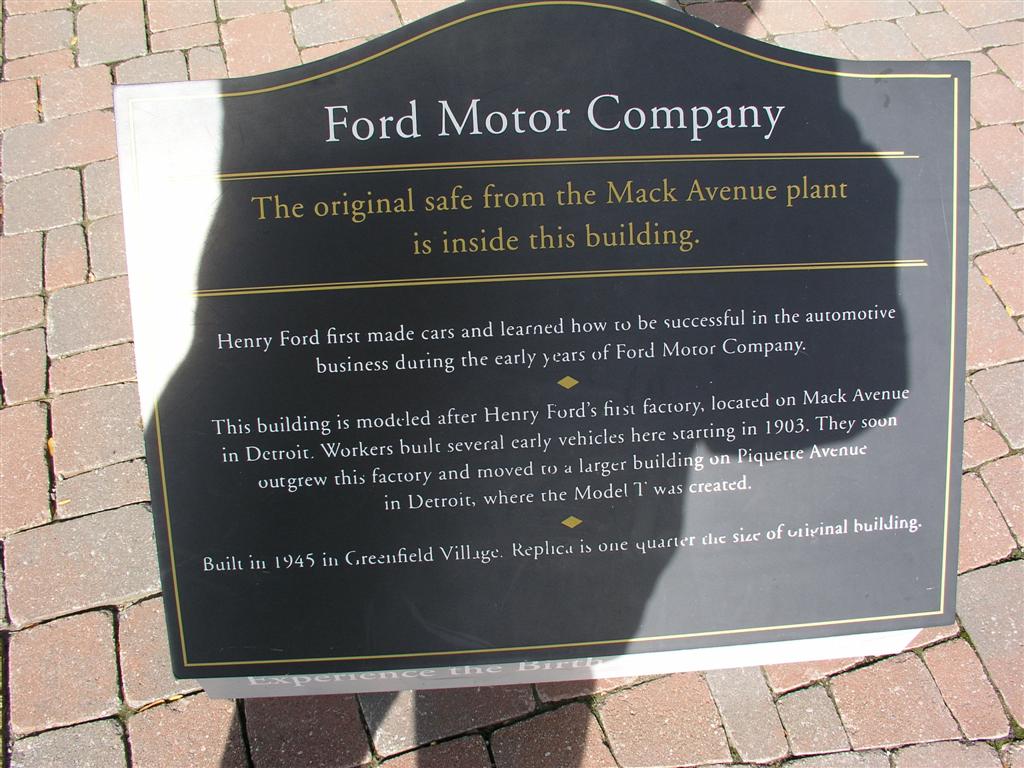 Ford Motor Company
The original safe from the Mack Avenue plant
is inside this building.
Henry Ford first made cars and learned how to be successful in the automotive
business during the early years of Ford Motor Company.
This building is modeled after Henry Ford's first factory, located on Mack Avenue
in Detroit. Workers built several early vehicles here starting in 1903. They soon
outgrew this factory and moved to a larger building on Piquette Avenue
in Detroit, where the Model T was created.
Built in 1945 in Greenfield Village. Replica is one quarter the size of original building.
Experience the Birth